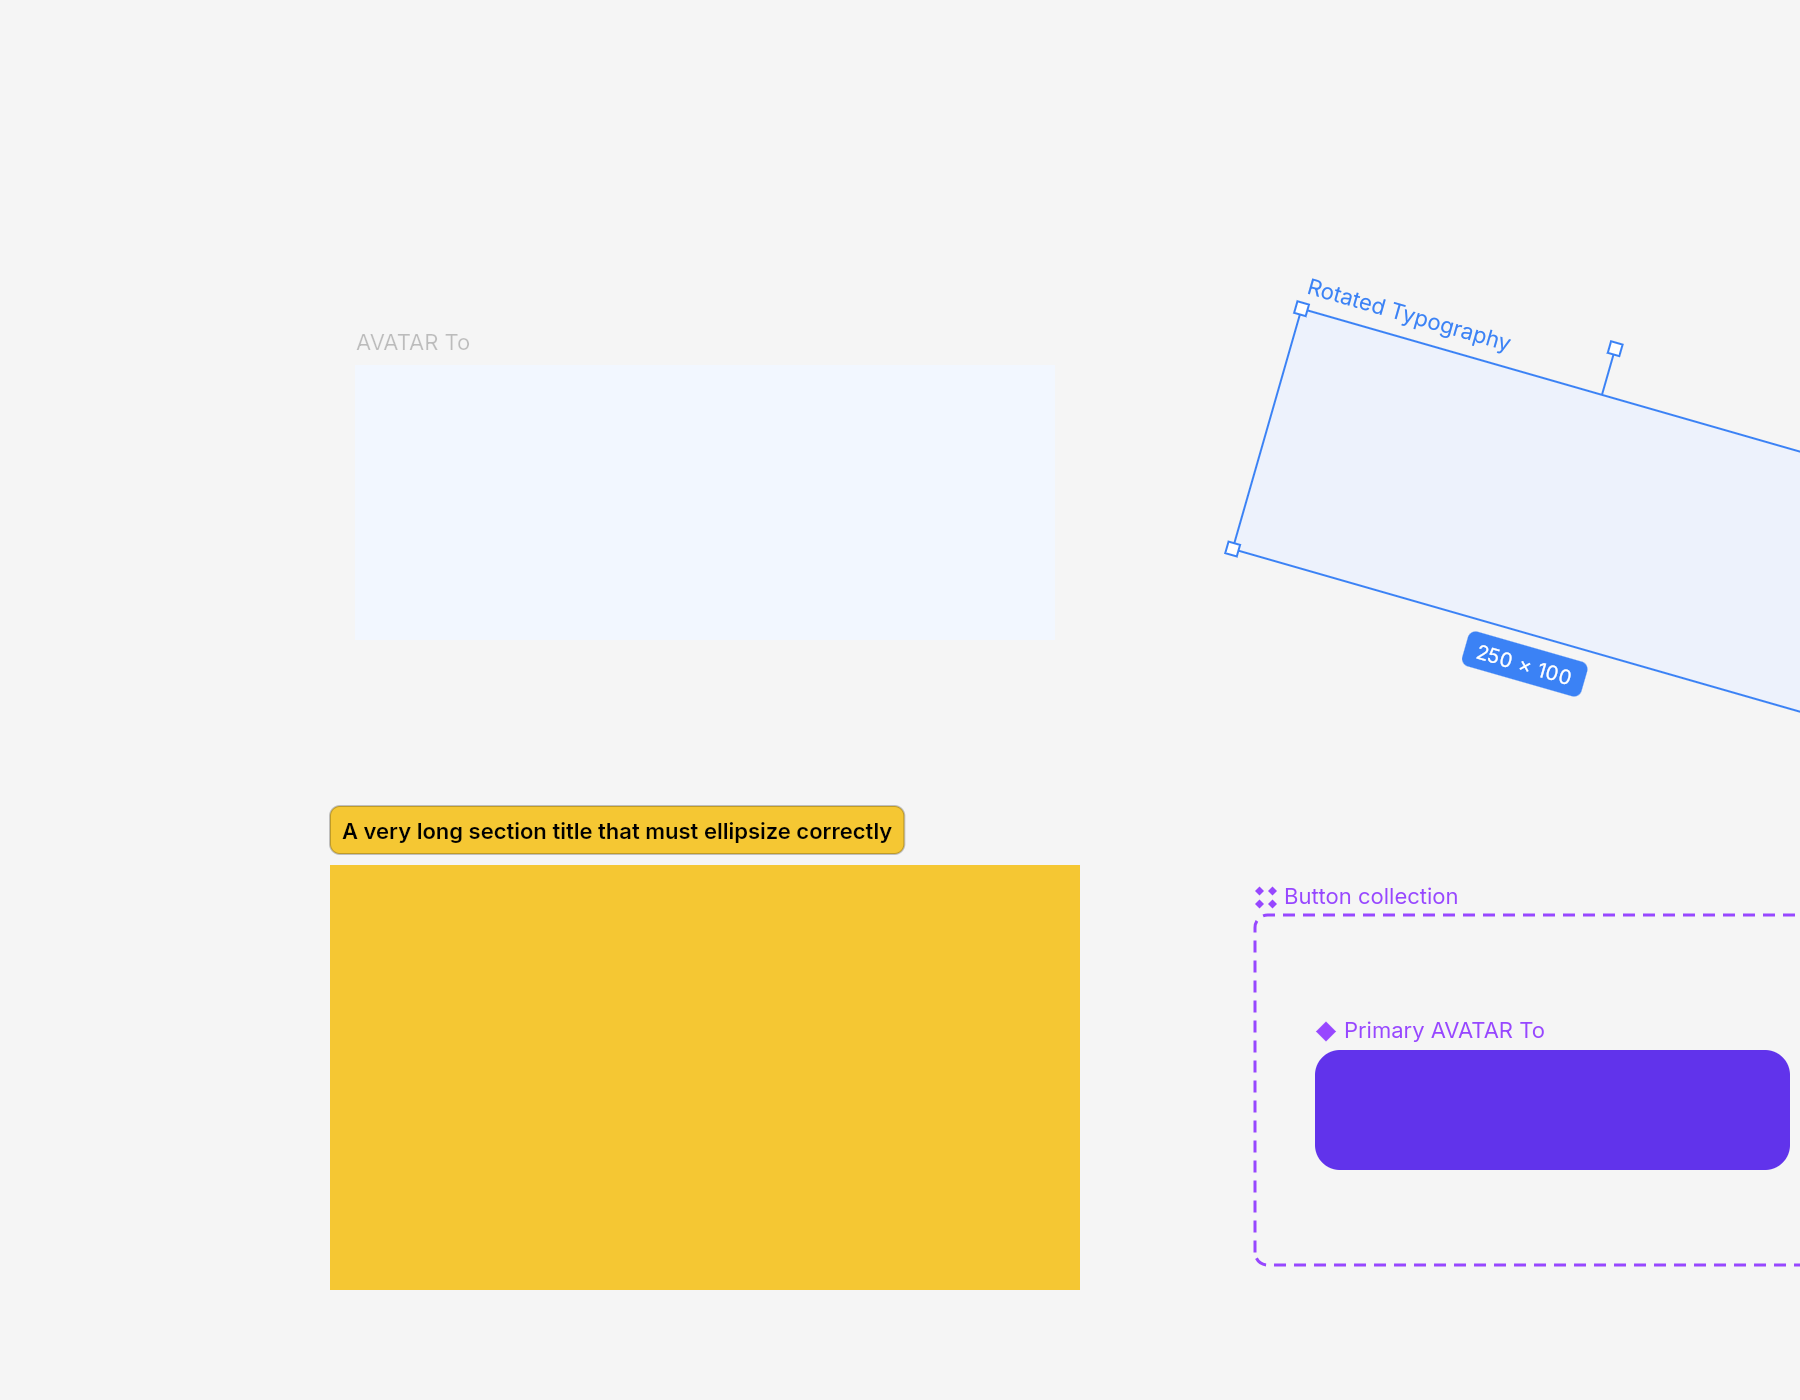 Rotated Typography
AVATAR To
250 × 100
A very long section title that must ellipsize correctly
Button collection
Primary AVATAR To